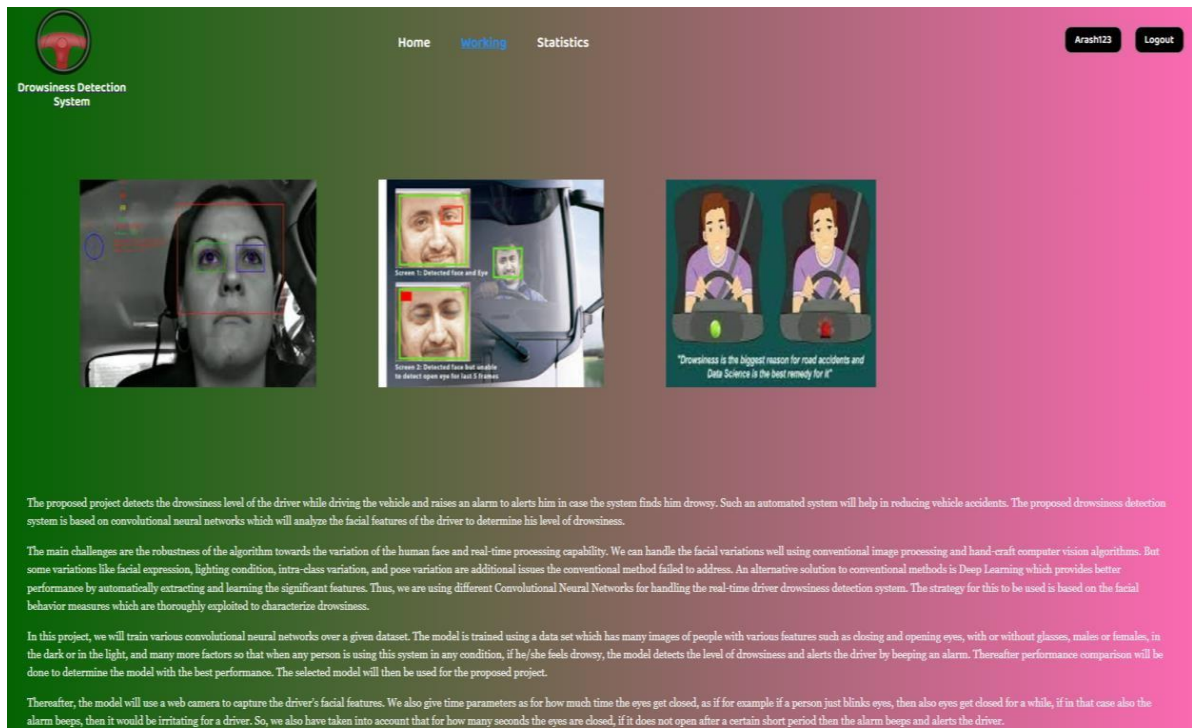 Home
Working
Statistics
Arash123
Logout
Drowsiness Detection
System
Screen 1: Detected face and Eye
Screen 2: Detected face but unable
to detect open eye for last 5 frames
"Drowsiness is the biggest reason for road accidents and
Data Science is the best remedy for it"
The proposed project detects the drowsiness level of the driver while driving the vehicle and raises an alarm to alerts him in case the system finds him drowsy. Such an automated system will help in reducing vehicle accidents. The proposed drowsiness detection
system is based on convolutional neural networks which will analyze the facial features of the driver to determine his level of drowsiness.
The main challenges are the robustness of the algorithm towards the variation of the human face and real-time processing capability. We can handle the facial variations well using conventional image processing and hand-craft computer vision algorithms. But
some variations like facial expression, lighting condition, intra-class variation, and pose variation are additional issues the conventional method failed to address. An alternative solution to conventional methods is Deep Learning which provides better
performance by automatically extracting and learning the significant features. Thus, we are using different Convolutional Neural Networks for handling the real-time driver drowsiness detection system. The strategy for this to be used is based on the facial
behavior measures which are thoroughly exploited to characterize drowsiness.
In this project, we will train various convolutional neural networks over a given dataset. The model is trained using a data set which has many images of people with various features such as closing and opening eyes, with or without glasses, males or females, in
the dark or in the light, and many more factors so that when any person is using this system in any condition, if he/she feels drowsy, the model detects the level of drowsiness and alerts the driver by beeping an alarm. Thereafter performance comparison will be
done to determine the model with the best performance. The selected model will then be used for the proposed project.
Thereafter, the model will use a web camera to capture the driver's facial features. We also give time parameters as for how much time the eyes get closed, as if for example if a person just blinks eyes, then also eyes get closed for a while, if in that case also the
alarm beeps, then it would be irritating for a driver. So, we also have taken into account that for how many seconds the eyes are closed, if it does not open after a certain short period then the alarm beeps and alerts the driver.